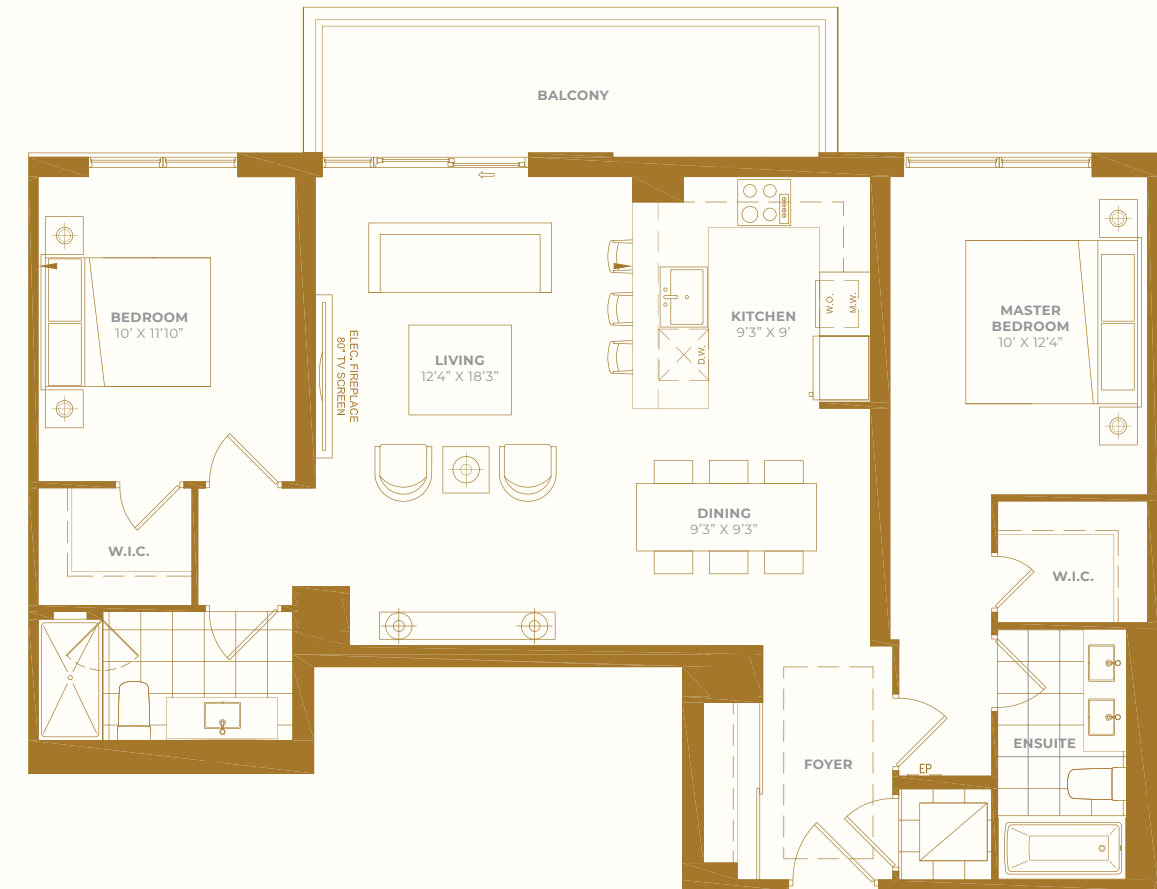 BALCONY
BEDROOM
10’ X 11’10”
ELEC. FIREPLACE
80" TV SCREEN
LIVING
12’4” X 18’3”
KITCHEN
9’3” X 9’
W.O.
M.W.
D.W.
MASTER
BEDROOM
10’ X 12’4”
DINING
9’3” X 9’3”
W.I.C.
W.I.C.
ENSUITE
FOYER
EP